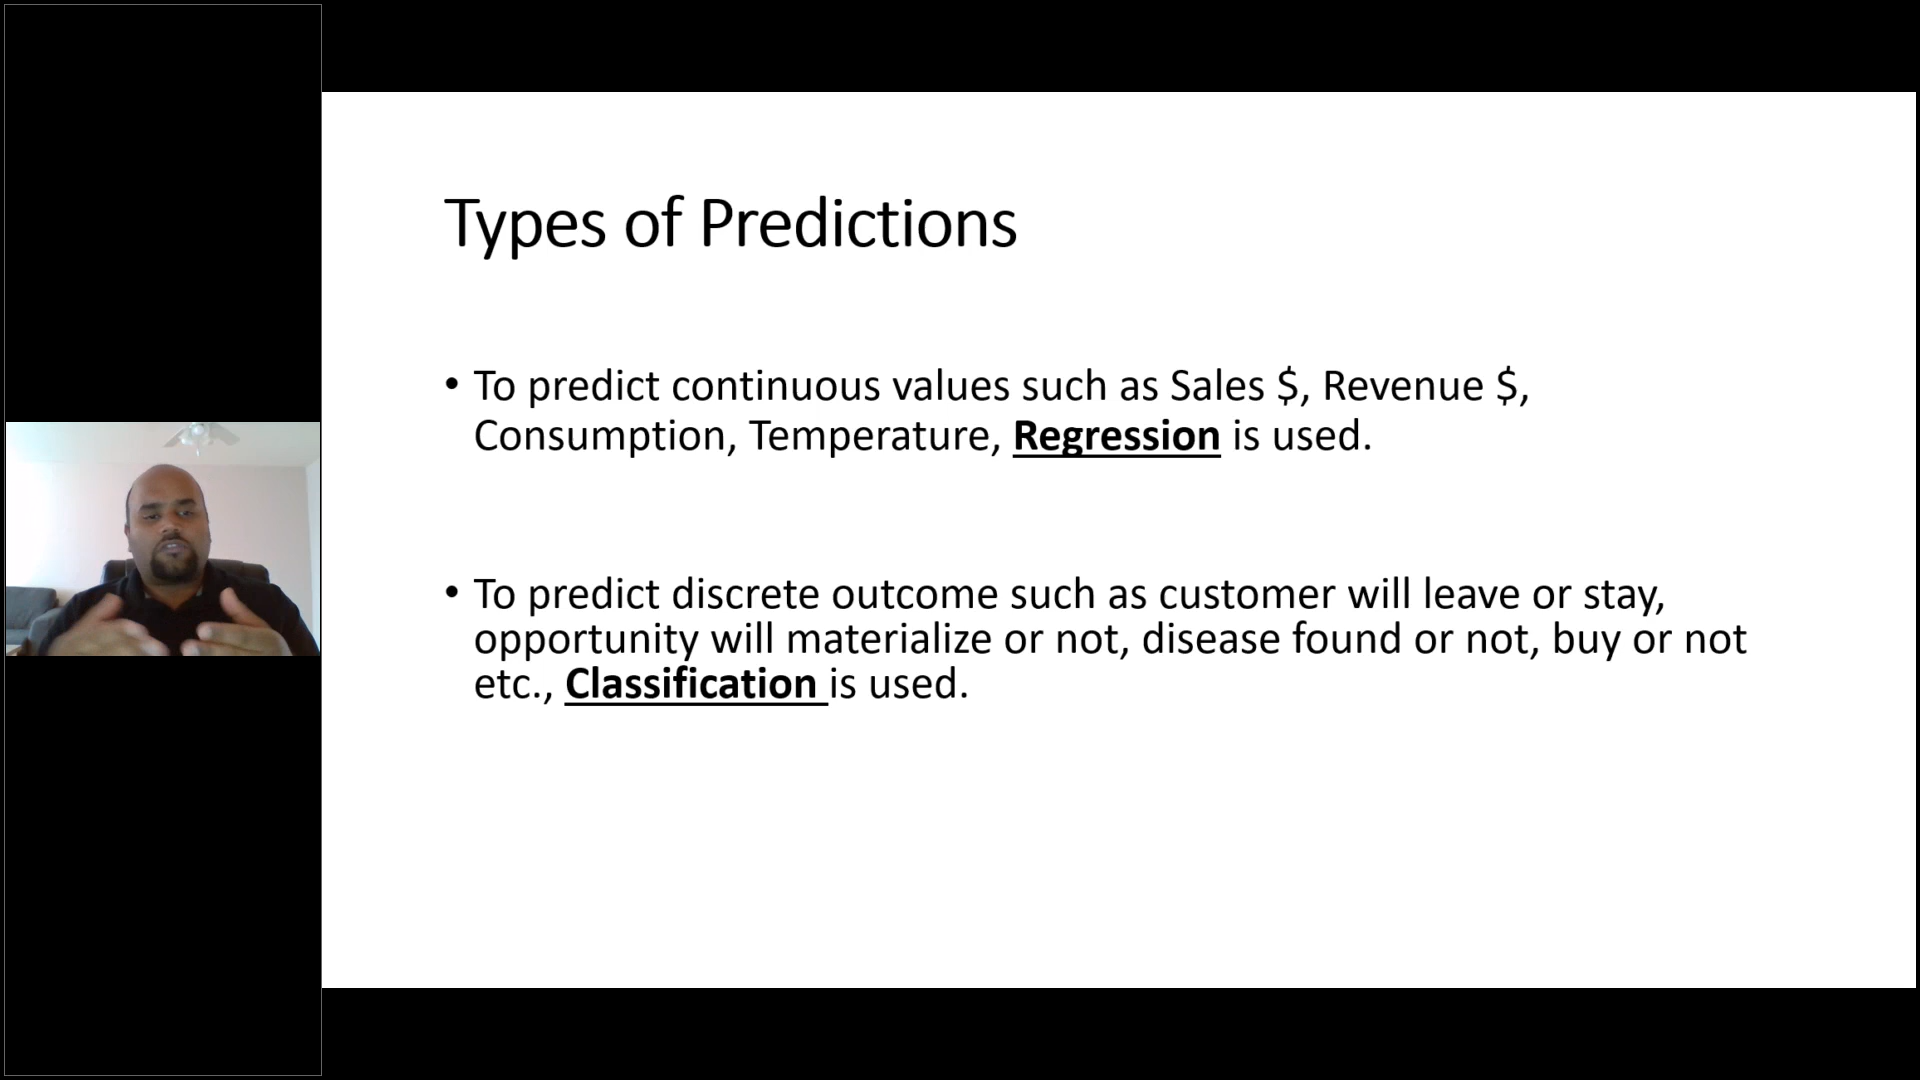 Types of Predictions
• To predict continuous values such as Sales $, Revenue $,
Consumption, Temperature, Regression is used.
• To predict discrete outcome such as customer will leave or stay,
opportunity will materialize or not, disease found or not, buy or not
etc., Classification is used.